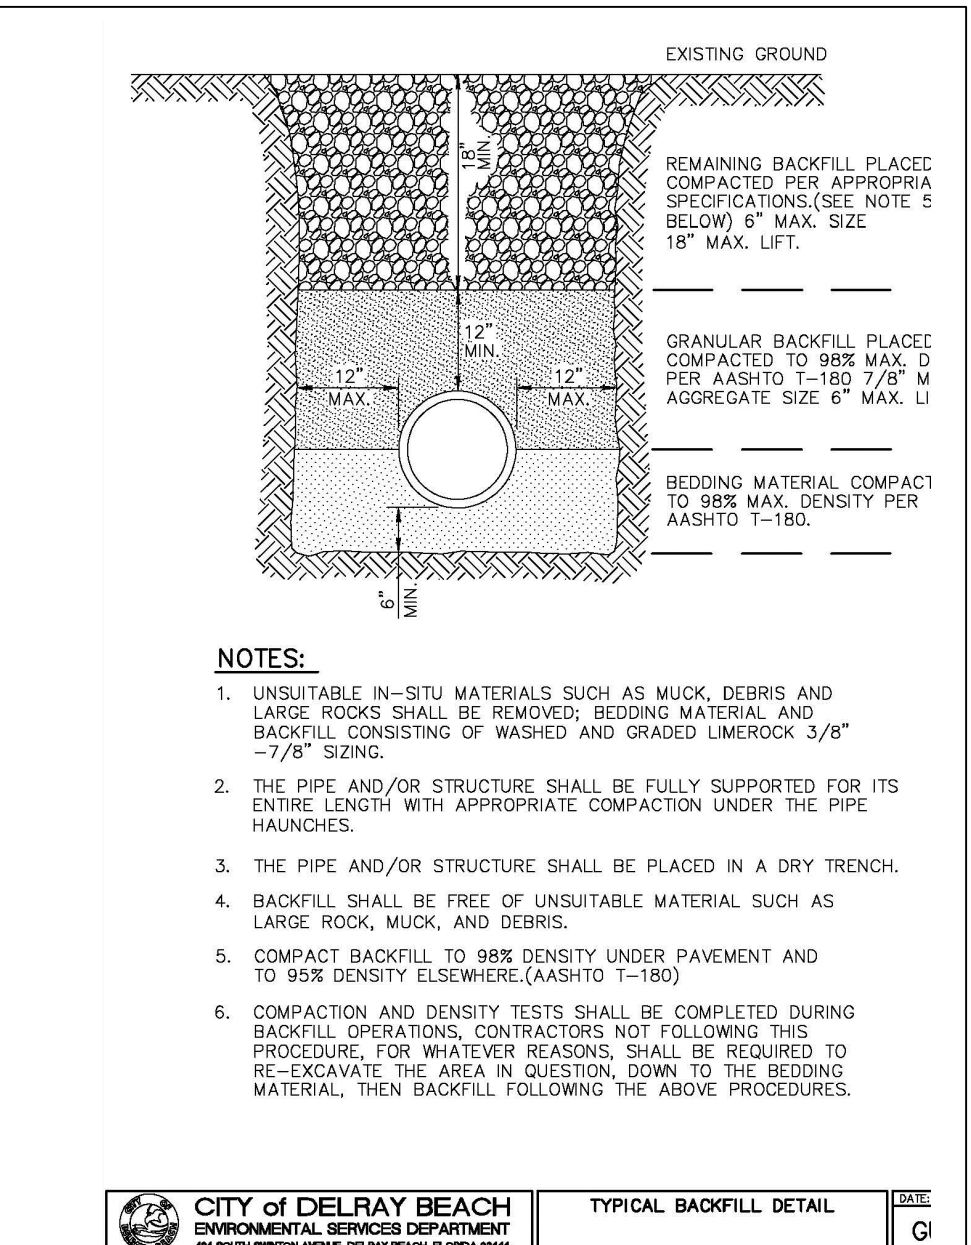 EXISTING GROUND
18"
MIN.
REMAINING BACKFILL PLACED
COMPACTED PER APPROPRIA
SPECIFICATIONS.(SEE NOTE 5
BELOW) 6" MAX. SIZE
18" MAX. LIFT.
12"
MIN.
12"
MAX.
12"
MAX.
GRANULAR BACKFILL PLACED
COMPACTED TO 98% MAX. D
PER AASHTO T-180 7/8" M
AGGREGATE SIZE 6" MAX. LI
BEDDING MATERIAL COMPACT
TO 98% MAX. DENSITY PER
AASHTO T-180.
6"
MIN.
NOTES:
1. UNSUITABLE IN-SITU MATERIALS SUCH AS MUCK, DEBRIS AND
LARGE ROCKS SHALL BE REMOVED; BEDDING MATERIAL AND
BACKFILL CONSISTING OF WASHED AND GRADED LIMEROCK 3/8"
-7/8" SIZING.
2. THE PIPE AND/OR STRUCTURE SHALL BE FULLY SUPPORTED FOR ITS
ENTIRE LENGTH WITH APPROPRIATE COMPACTION UNDER THE PIPE
HAUNCHES.
3. THE PIPE AND/OR STRUCTURE SHALL BE PLACED IN A DRY TRENCH.
4. BACKFILL SHALL BE FREE OF UNSUITABLE MATERIAL SUCH AS
LARGE ROCK, MUCK, AND DEBRIS.
5. COMPACT BACKFILL TO 98% DENSITY UNDER PAVEMENT AND
TO 95% DENSITY ELSEWHERE.(AASHTO T-180)
6. COMPACTION AND DENSITY TESTS SHALL BE COMPLETED DURING
BACKFILL OPERATIONS, CONTRACTORS NOT FOLLOWING THIS
PROCEDURE, FOR WHATEVER REASONS, SHALL BE REQUIRED TO
RE-EXCAVATE THE AREA IN QUESTION, DOWN TO THE BEDDING
MATERIAL, THEN BACKFILL FOLLOWING THE ABOVE PROCEDURES.
CITY of DELRAY BEACH
ENVIRONMENTAL SERVICES DEPARTMENT
TYPICAL BACKFILL DETAIL
DATE: